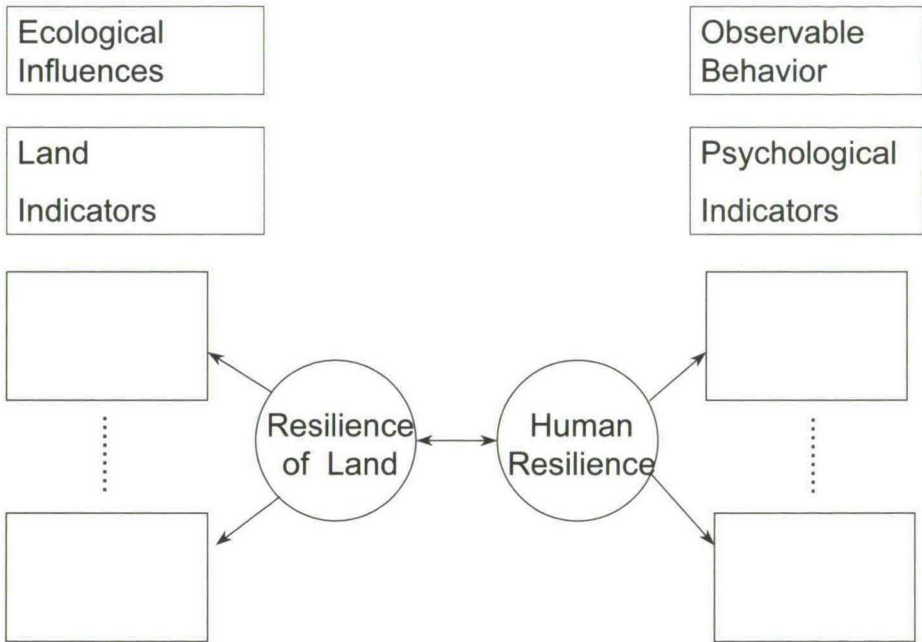 Ecological
Influences
Observable
Behavior
Land
Indicators
Psychological
Indicators
Resilience
of Land
Human
Resilience